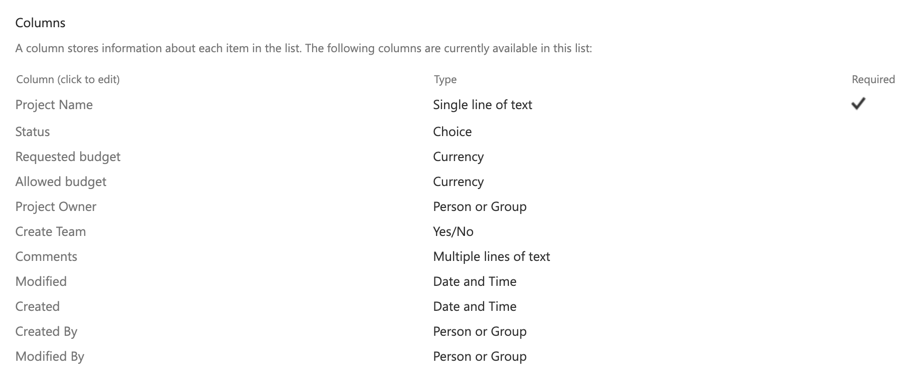 Columns
A column stores information about each item in the list. The following columns are currently available in this list:
Column (click to edit) Type Required
Project Name Single line of text
Status Choice
Requested budget Currency
Allowed budget Currency
Project Owner Person or Group
Create Team Yes/No
Comments Multiple lines of text
Modified Date and Time
Created Date and Time
Created By Person or Group
Modified By Person or Group